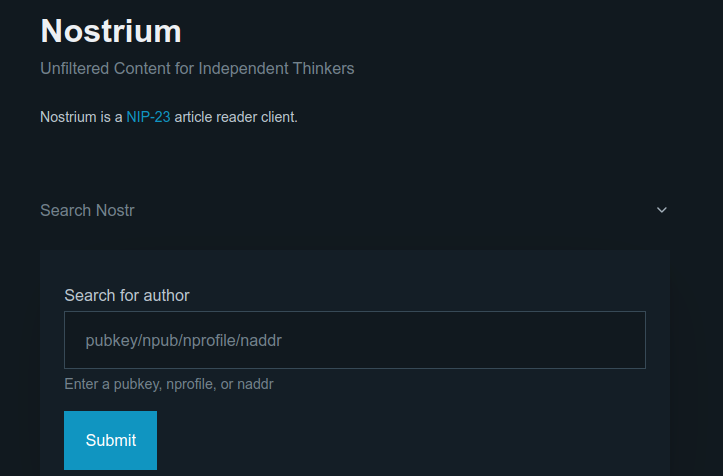 Nostrium
Unfiltered Content for Independent Thinkers
Nostrium is a NIP-23 article reader client.
Search Nostr
Search for author
pubkey/npub/nprofile/naddr
Enter a pubkey, nprofile, or naddr
Submit